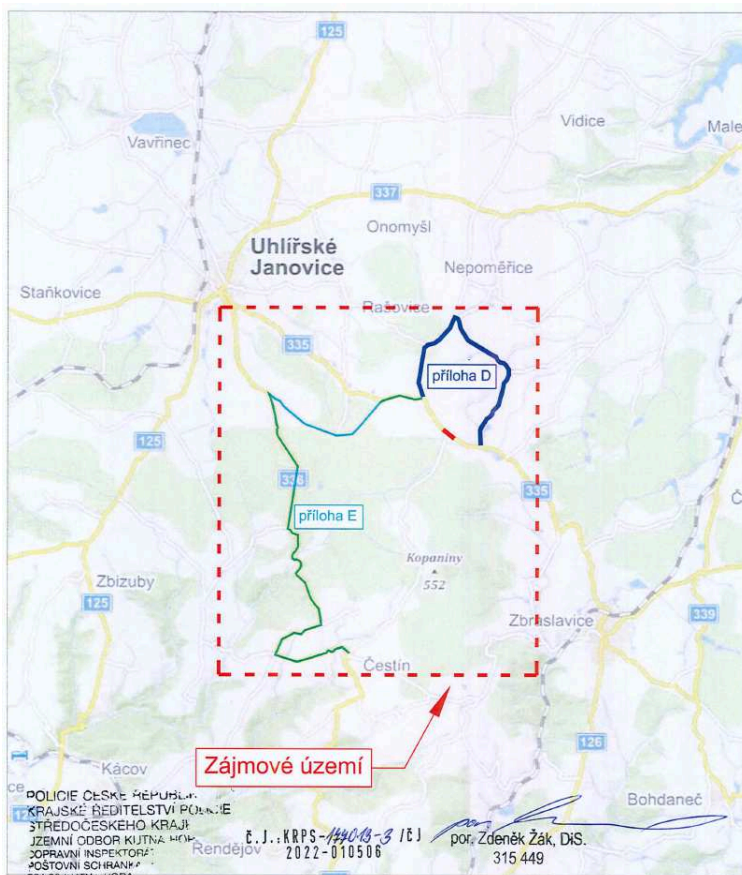 125
Vavřinec
Vidice
Male
337
Onomyšl
Uhlířské
Janovice
Nepoměřice
Staňkovice
Rašovice
335
příloha D
125
336
335
příloha E
Kopaniny
552
Zbizuby
125
Zbraslavice
339
Čestín
Zájmové území
126
Kácov
Bohdaneč
POLICIE ČESKÉ REPUBLIKY
KRAJSKÉ ŘEDITELSTVÍ POLICIE
STŘEDOČESKÉHO KRAJE
ÚZEMNÍ ODBOR KUTNÁ HORA
DOPRAVNÍ INSPEKTORÁT
POŠTOVNÍ SCHRÁNKA
Č.J.:KRPS- /ČJ
2022-010506
por. Zdeněk Žák, DiS.
315 449
Řendějov